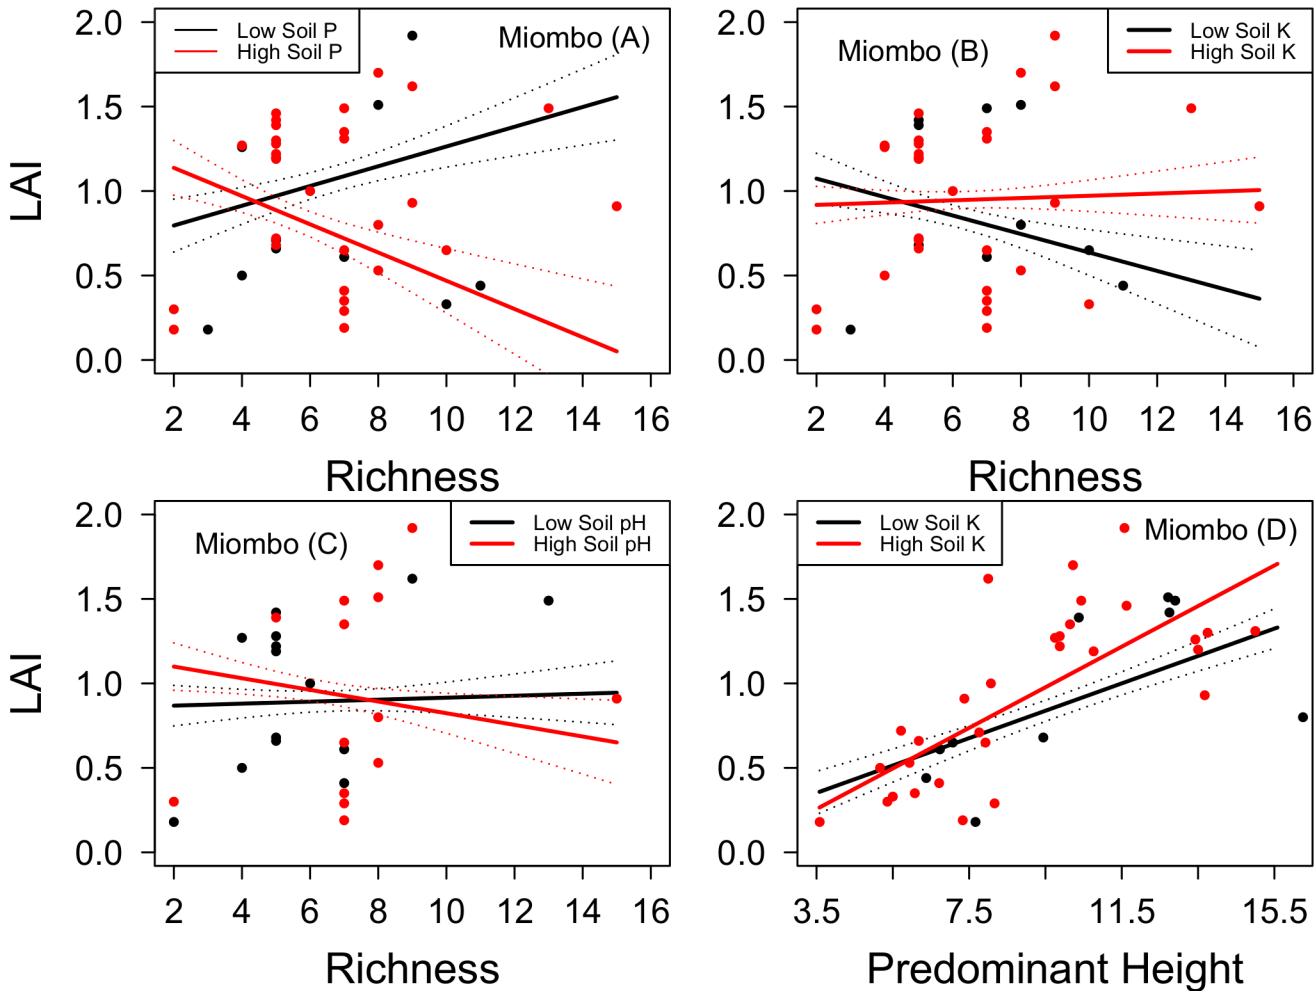 Low Soil P
High Soil P
Miombo (A)
2.0
1.5
1.0
0.5
0.0
LAI
2 4 6 8 10 12 14 16
Richness
Low Soil K
High Soil K
Miombo (B)
2.0
1.5
1.0
0.5
0.0
2 4 6 8 10 12 14 16
Richness
Low Soil pH
High Soil pH
Miombo (C)
2.0
1.5
1.0
0.5
0.0
LAI
2 4 6 8 10 12 14 16
Richness
Low Soil K
High Soil K
Miombo (D)
2.0
1.5
1.0
0.5
0.0
3.5 7.5 11.5 15.5
Predominant Height